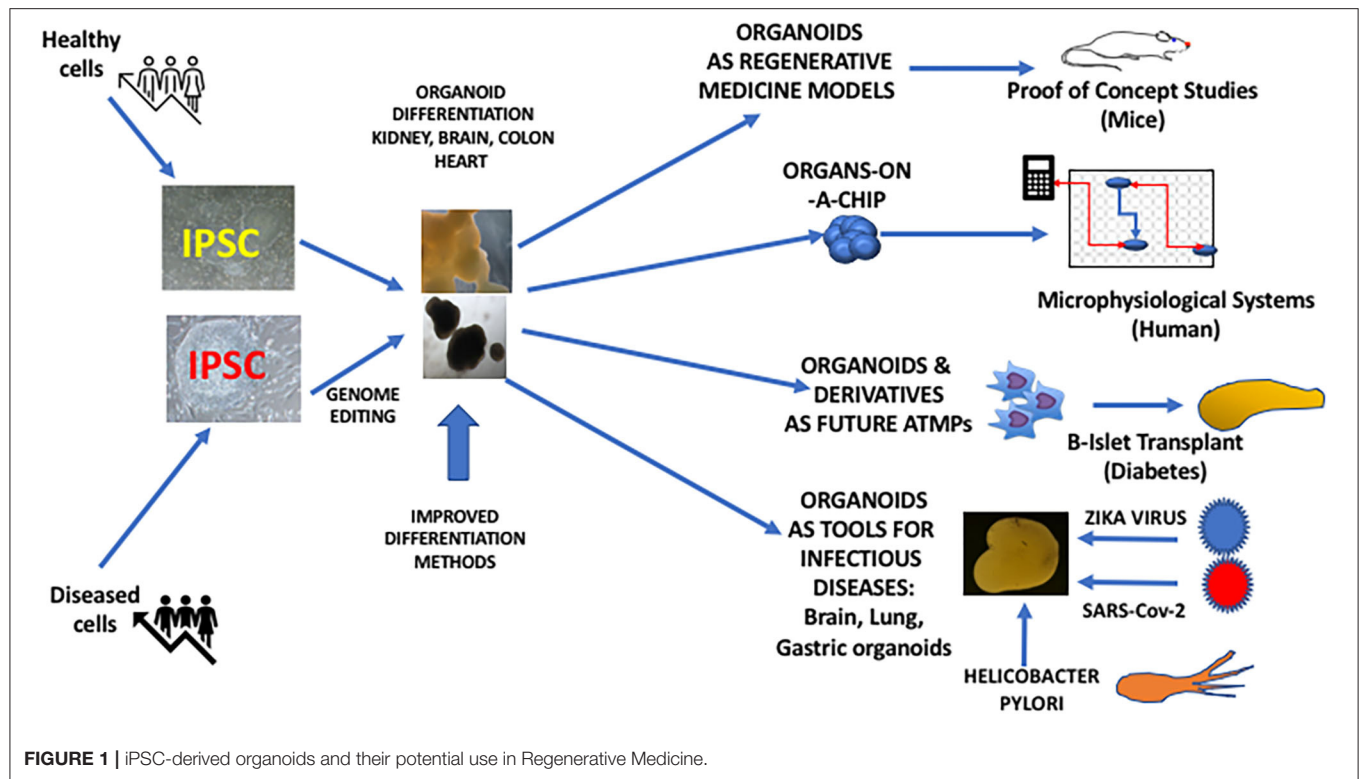 Healthy
cells
IPSC
IPSC
GENOME
EDITING
Diseased
cells
ORGANOID
DIFFERENTIATION
KIDNEY, BRAIN, COLON
HEART
IMPROVED
DIFFERENTIATION
METHODS
ORGANOIDS
AS REGENERATIVE
MEDICINE MODELS
Proof of Concept Studies
(Mice)
ORGANS-ON
-A-CHIP
Microphysiological Systems
(Human)
ORGANOIDS &
DERIVATIVES
AS FUTURE ATMPs
B-Islet Transplant
(Diabetes)
ORGANOIDS
AS TOOLS FOR
INFECTIOUS
DISEASES:
Brain, Lung,
Gastric organoids
ZIKA VIRUS
SARS-Cov-2
HELICOBACTER
PYLORI
FIGURE 1 | iPSC-derived organoids and their potential use in Regenerative Medicine.